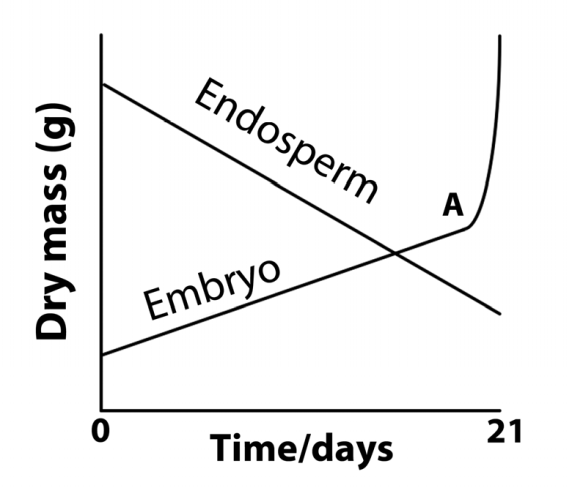 Dry mass (g)
Endosperm
A
Embryo
0
21
Time/days